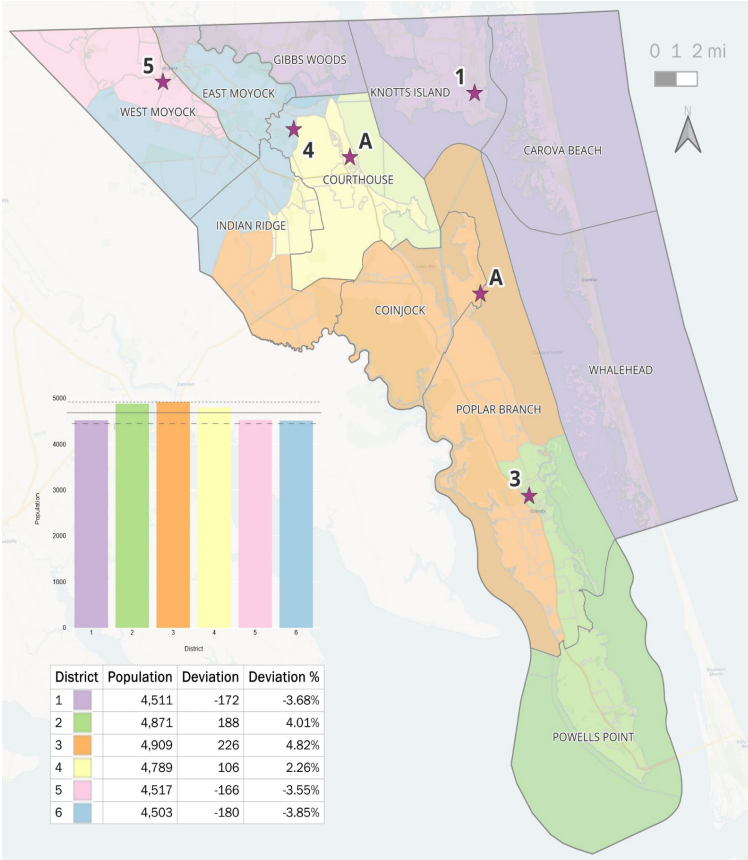 GIBBS WOODS
5
1
0 1 2 mi
EAST MOYOCK
KNOTTS ISLAND
WEST MOYOCK
N
4
A
CAROVA BEACH
COURTHOUSE
INDIAN RIDGE
A
COINJOCK
WHALEHEAD
POPLAR BRANCH
3
5000
4000
3000
2000
1000
0
Population
1 2 3 4 5 6
District
District Population Deviation Deviation %
1 4,511 -172 -3.68%
2 4,871 188 4.01%
3 4,909 226 4.82%
4 4,789 106 2.26%
5 4,517 -166 -3.55%
6 4,503 -180 -3.85%
POWELLS POINT